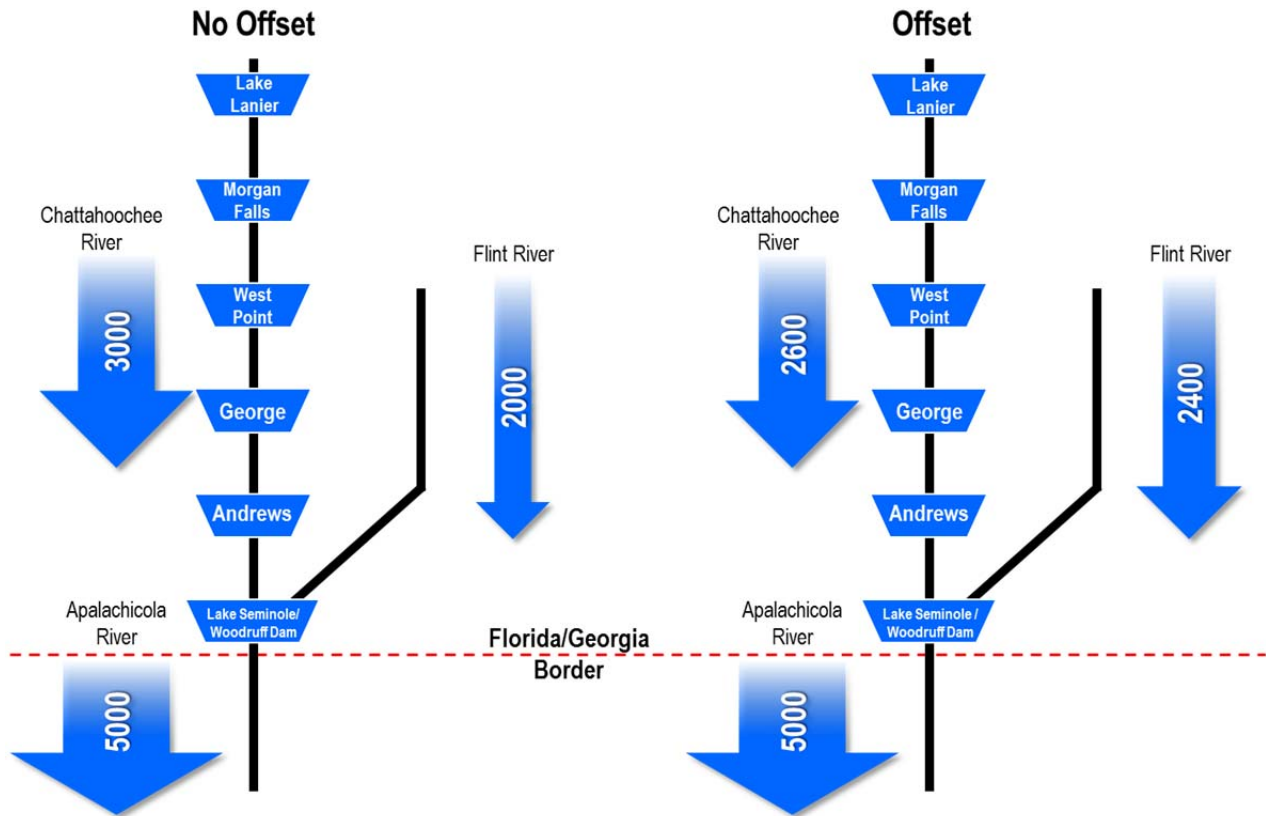 No Offset
Lake
Lanier
Morgan
Falls
Chattahoochee
River
Flint River
West
Point
3000
2000
George
Andrews
Apalachicola
River
Lake Seminole/
Woodruff Dam
5000
Florida/Georgia
Border
Offset
Lake
Lanier
Morgan
Falls
Chattahoochee
River
Flint River
West
Point
2600
2400
George
Andrews
Apalachicola
River
Lake Seminole /
Woodruff Dam
5000